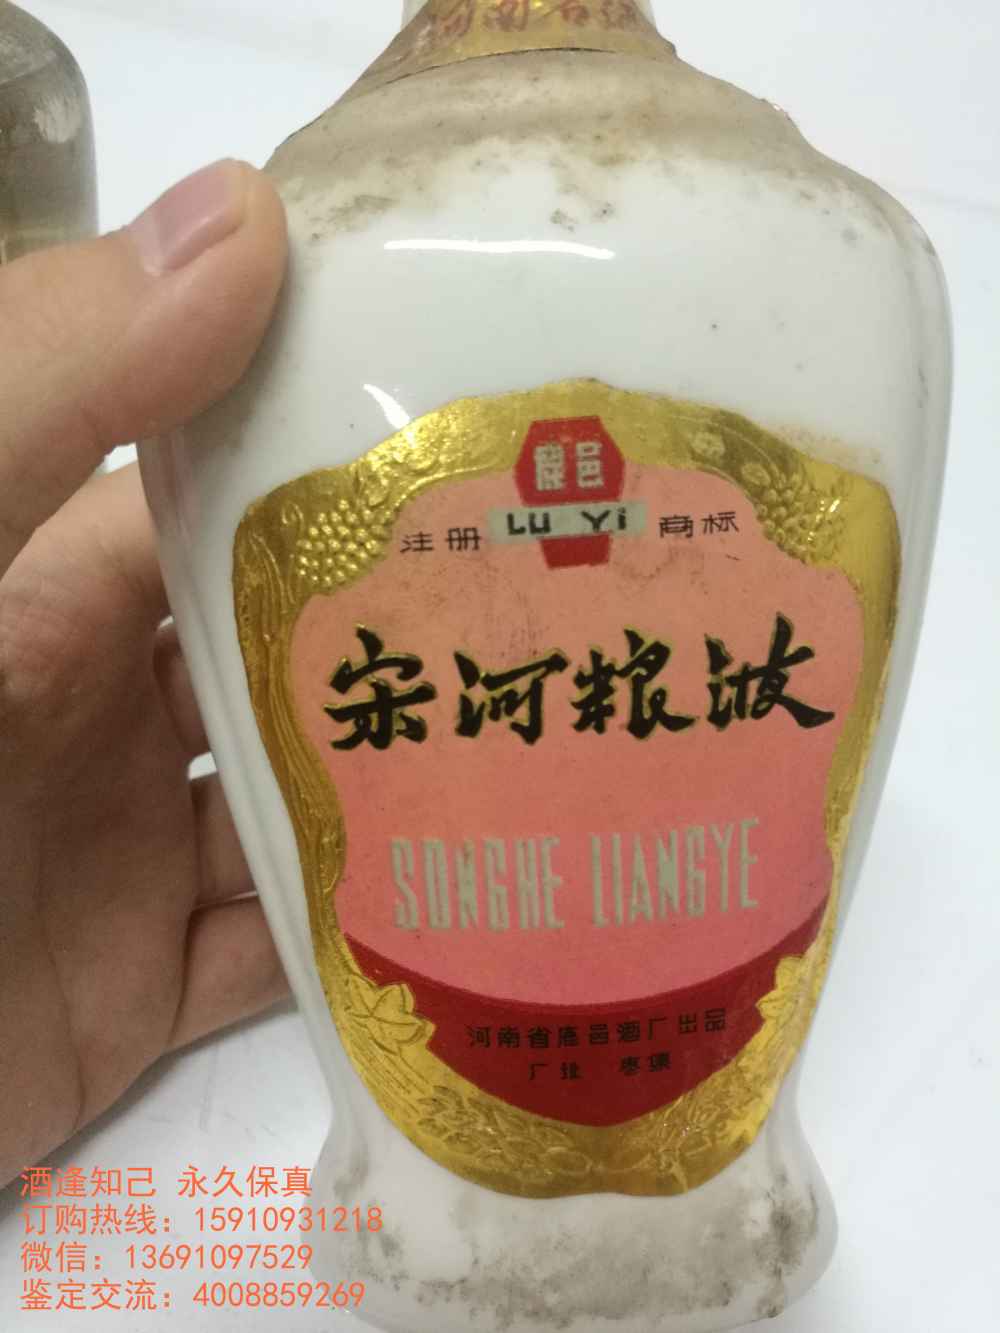 鹿邑
注册 LU YI 商标
宋河粮液
SONGHE LIANGYE
河南省鹿邑酒厂出品
厂址 枣集
酒逢知己 永久保真
订购热线：15910931218
微信：13691097529
鉴定交流：4008859269